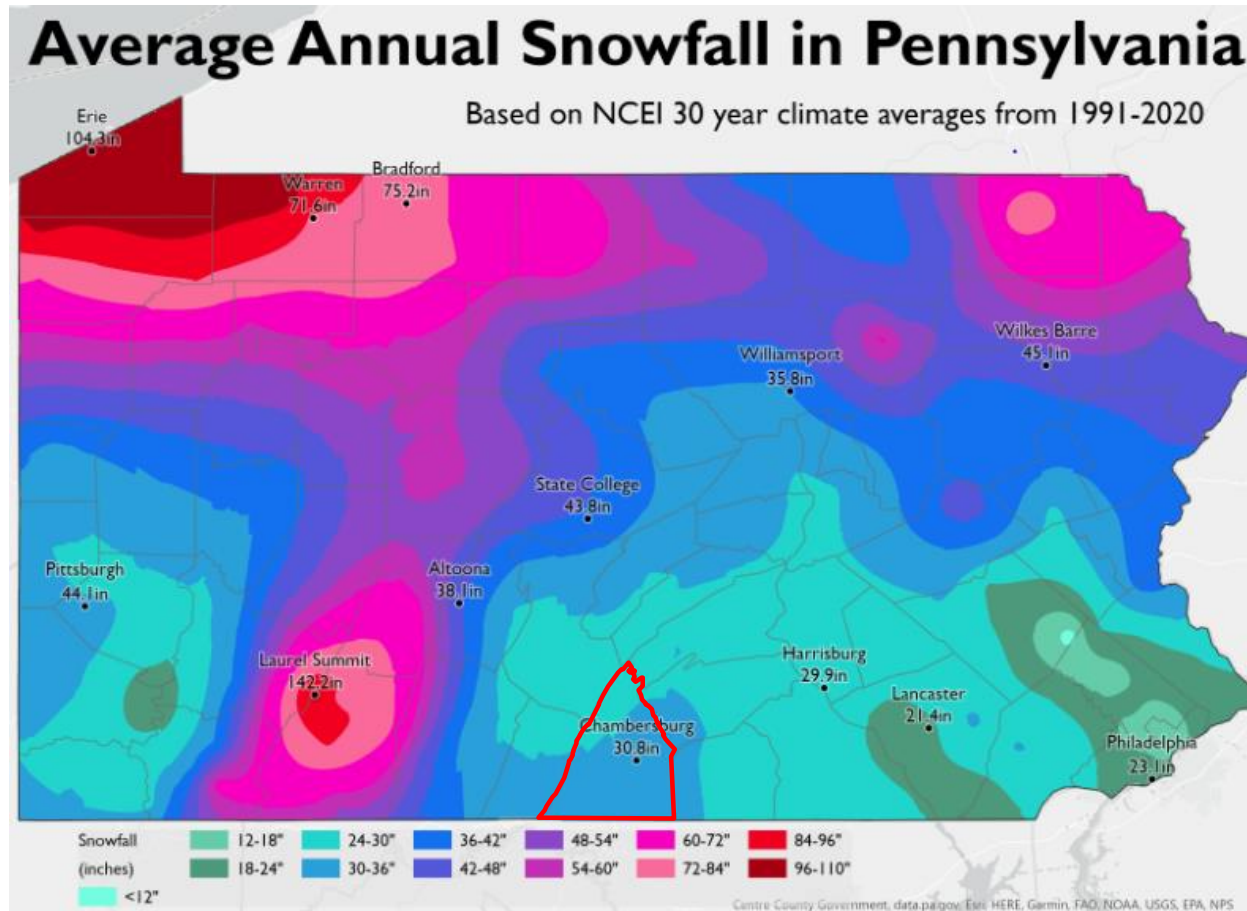 Average Annual Snowfall in Pennsylvania
Based on NCEI 30 year climate averages from 1991-2020
Erie
104.3in
Bradford
75.2in
Warren
71.6in
Wilkes Barre
45.1in
Williamsport
35.8in
State College
43.8in
Pittsburgh
44.1in
Altoona
38.1in
Laurel Summit
142.2in
Harrisburg
29.9in
Lancaster
21.4in
Chambersburg
30.8in
Philadelphia
23.1in
Snowfall
(inches)
12-18"
24-30"
36-42"
48-54"
60-72"
84-96"
18-24"
30-36"
42-48"
54-60"
72-84"
96-110"
<12"
Centre County Government, data.pa.gov, Esri, HERE, Garmin, FAO, NOAA, USGS, EPA, NPS